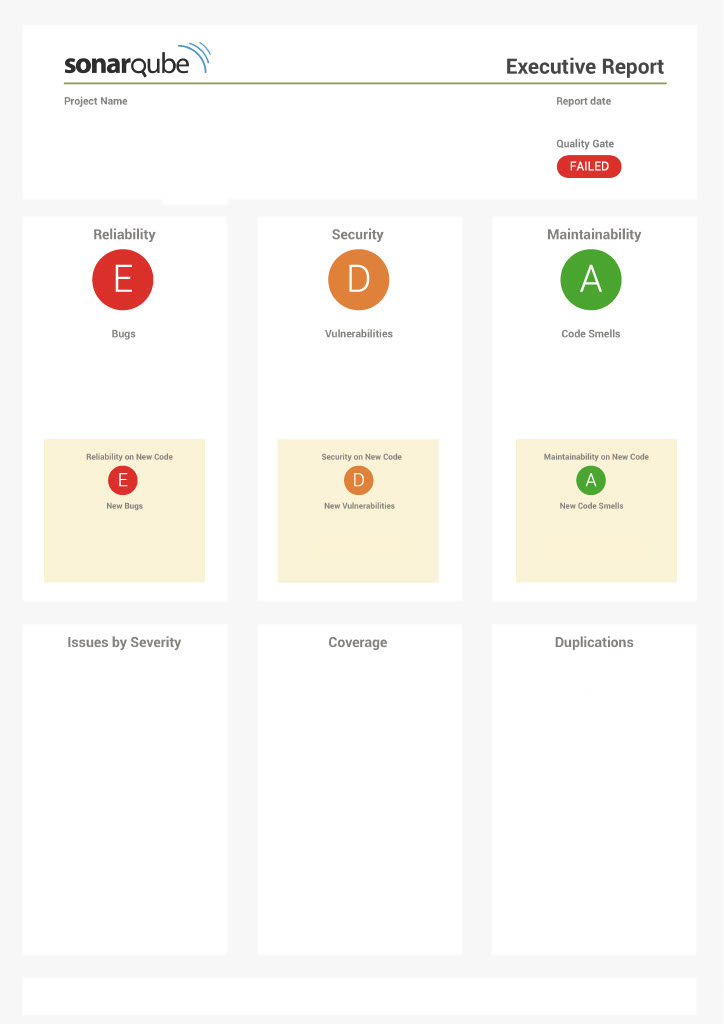 sonarqube
Executive Report
Project Name
Report date
Quality Gate
FAILED
Reliability
E
Bugs
Reliability on New Code
E
New Bugs
Security
D
Vulnerabilities
Security on New Code
D
New Vulnerabilities
Maintainability
A
Code Smells
Maintainability on New Code
A
New Code Smells
Issues by Severity
Coverage
Duplications